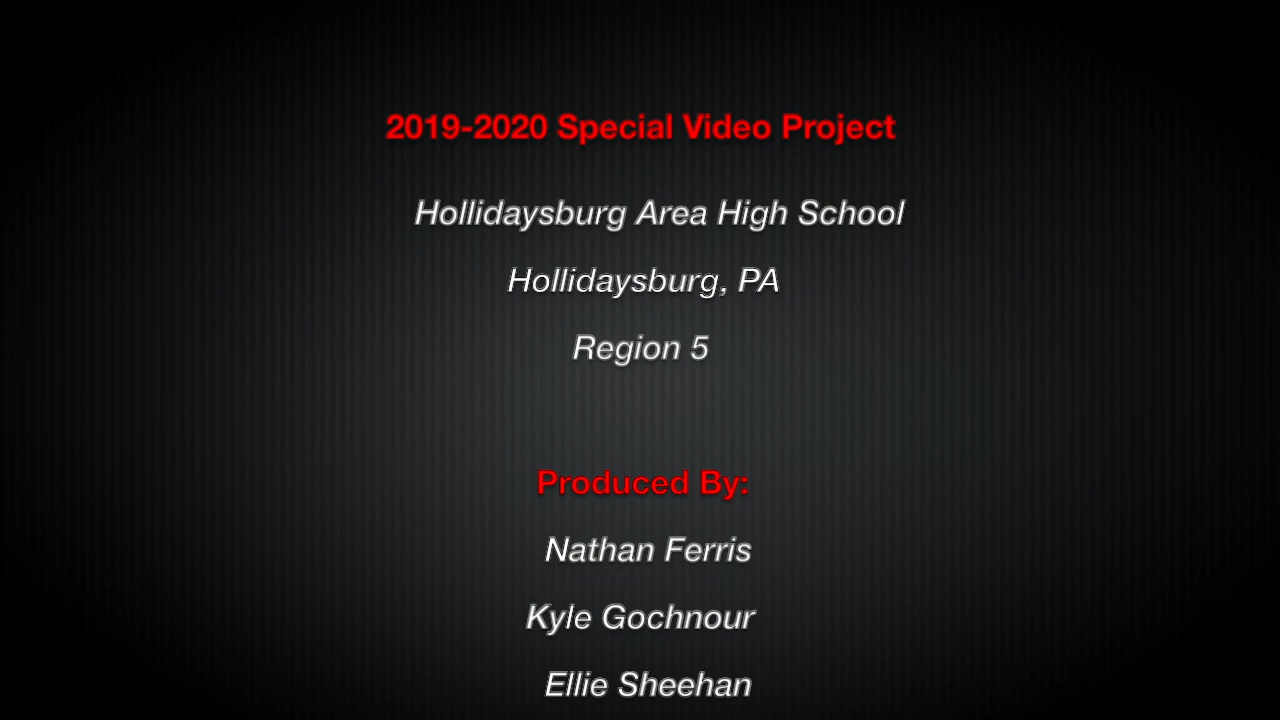 2019-2020 Special Video Project
Hollidaysburg Area High School
Hollidaysburg, PA
Region 5
Produced By:
Nathan Ferris
Kyle Gochnour
Ellie Sheehan